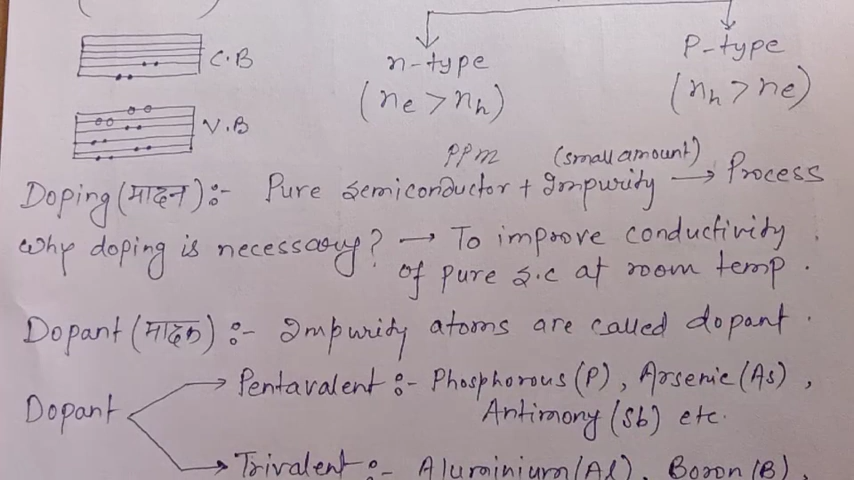 C.B
n-type P-type
(ne > nh) (nh > ne)
V.B
PPM (small amount)
Doping (मादन) :- Pure Semiconductor + Impurity → Process
Why doping is necessary? → To improve conductivity .
of pure s.c at room temp .
Dopant (मादक) :- Impurity atoms are called dopant .
Pentavalent :- Phosphorous (P) , Arsenic (As) ,
Dopant Antimony (Sb) etc.
Trivalent :- Aluminium (Al), Boron (B) ,